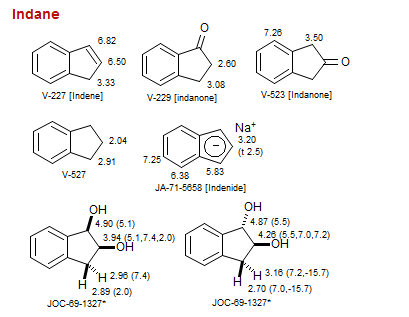 Indane
6.82
6.50
3.33
V-227 [Indene]
O
2.60
3.08
V-229 [indanone]
7.26
3.50
O
V-523 [Indanone]
2.04
2.91
V-527
Na+
3.20
(t 2.5)
7.25
6.38
5.83
JA-71-5658 [Indenide]
OH
4.90 (5.1)
3.94 (5.1,7.4,2.0)
OH
H 2.96 (7.4)
H
2.89 (2.0)
JOC-69-1327*
OH
4.87 (5.5)
4.26 (5.5,7.0,7.2)
OH
H 3.16 (7.2,-15.7)
H
2.70 (7.0,-15.7)
JOC-69-1327*